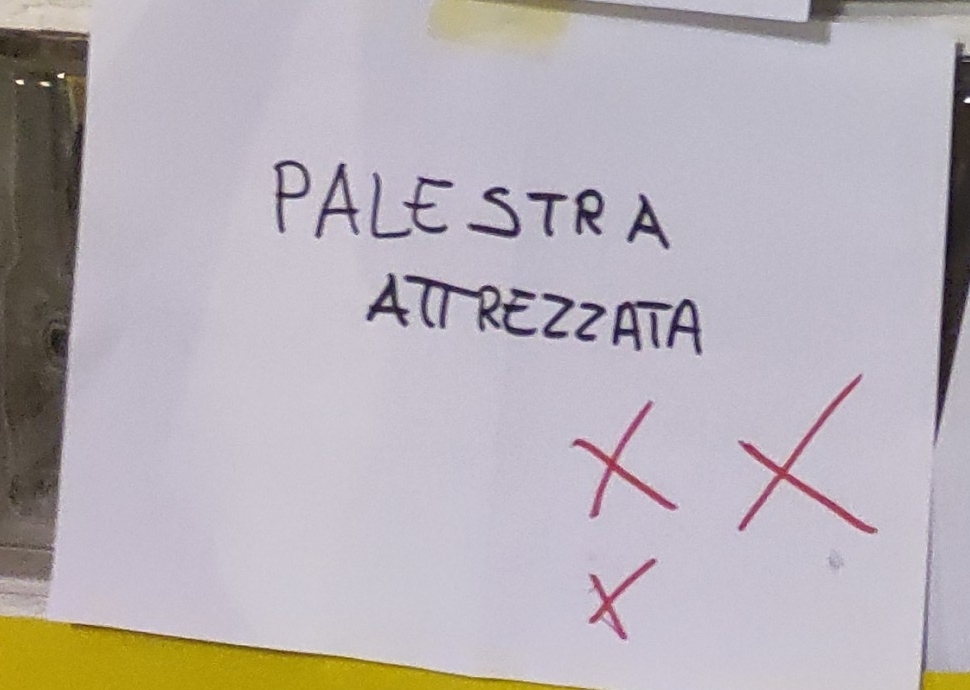 PALESTRA
ATTREZZATA
X X
X